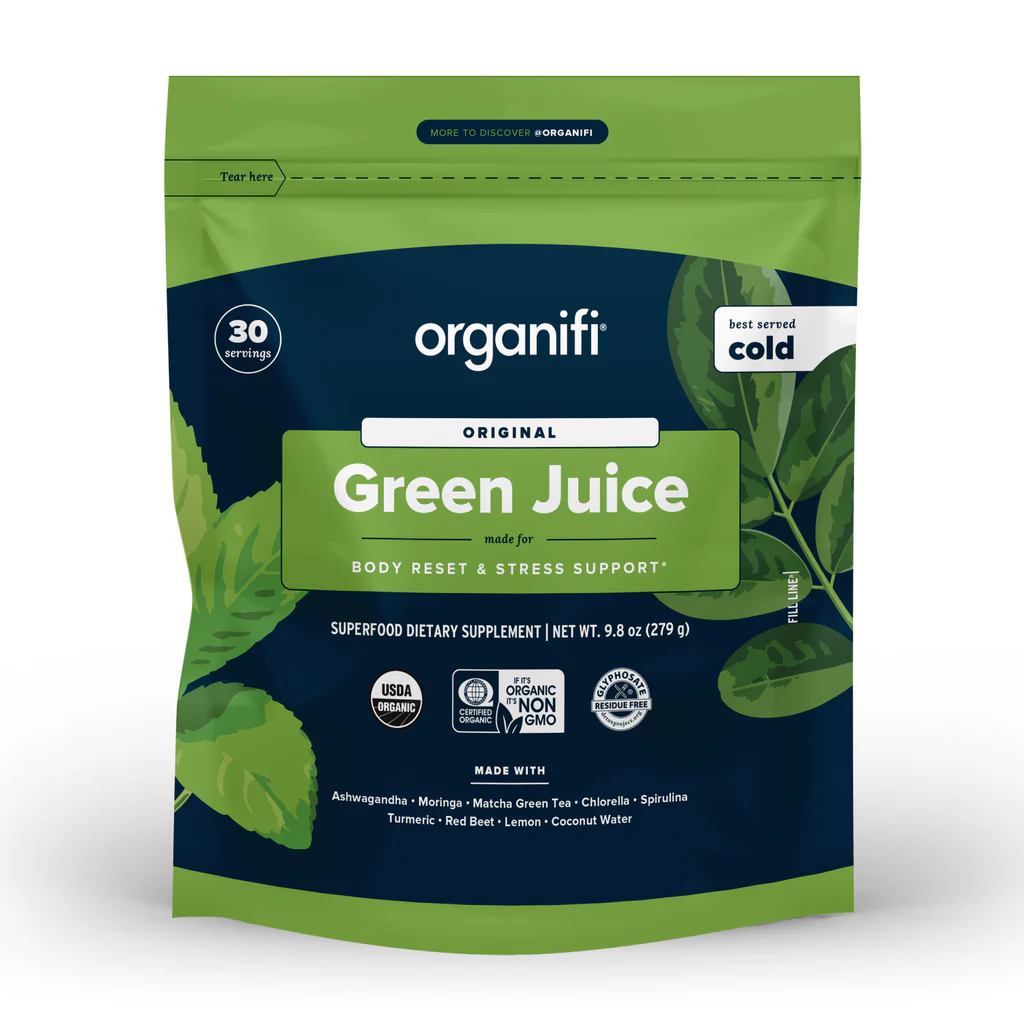 MORE TO DISCOVER @ORGANIFI
Tear here
30
servings
organifi®
best served
cold
ORIGINAL
Green Juice
made for
BODY RESET & STRESS SUPPORT*
FILL LINE
SUPERFOOD DIETARY SUPPLEMENT | NET WT. 9.8 oz (279 g)
USDA
ORGANIC
CERTIFIED
ORGANIC
IF IT'S
ORGANIC
IT'S NON
GMO
GLYPHOSATE
RESIDUE FREE
detoxproject.org
MADE WITH
Ashwagandha • Moringa • Matcha Green Tea • Chlorella • Spirulina
Turmeric • Red Beet • Lemon • Coconut Water